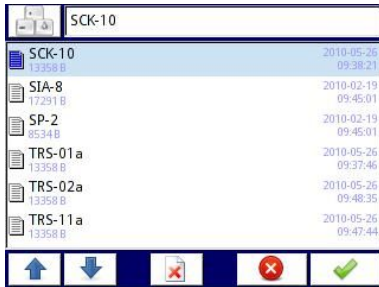 SCK-10
SCK-10 2010-05-26
13358 B 09:38:21
SIA-8 2010-02-19
17291 B 09:45:01
SP-2 2010-02-19
8534 B 09:45:01
TRS-01a 2010-05-26
13358 B 09:37:46
TRS-02a 2010-05-26
13358 B 09:48:35
TRS-11a 2010-05-26
13358 B 09:47:44